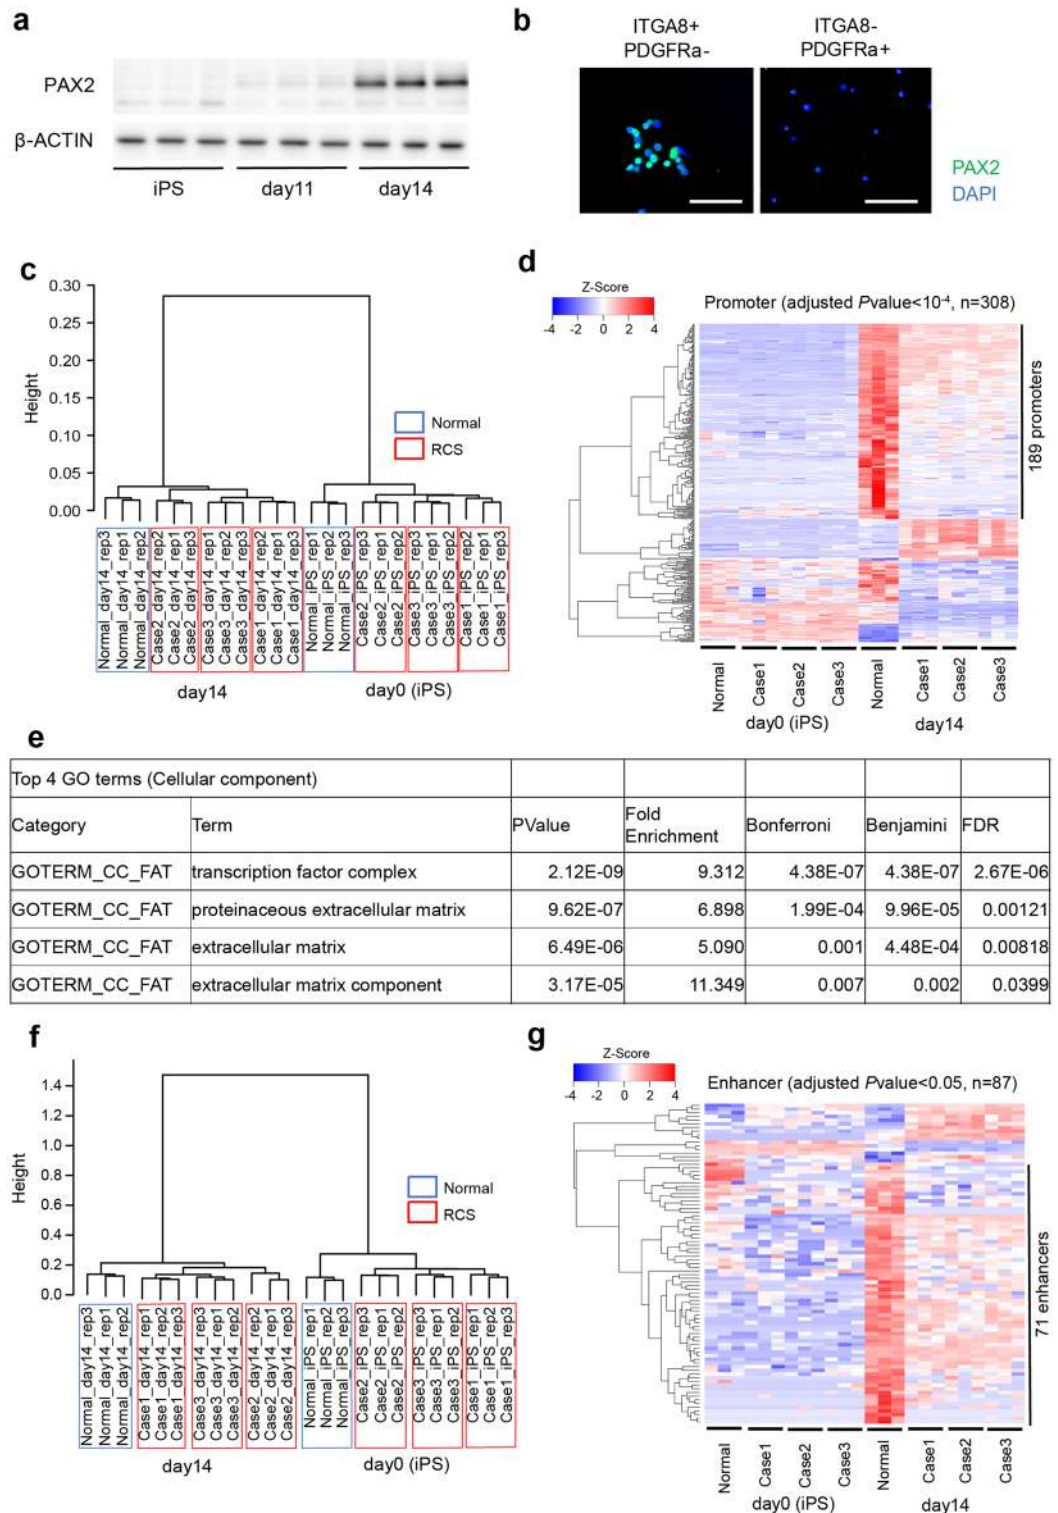 a
PAX2
β-ACTIN
iPS
day11
day14
b
ITGA8+
PDGFRa-
ITGA8-
PDGFRa+
PAX2
DAPI
c
Height
0.30
0.25
0.20
0.15
0.10
0.05
0.00
Normal
RCS
Normal_day14_rep3
Normal_day14_rep1
Normal_day14_rep2
Case2_day14_rep2
Case2_day14_rep1
Case2_day14_rep3
Case3_day14_rep1
Case3_day14_rep2
Case3_day14_rep3
Case1_day14_rep2
Case1_day14_rep1
Case1_day14_rep3
Normal_iPS_rep1
Normal_iPS_rep2
Normal_iPS_rep3
Case2_iPS_rep3
Case2_iPS_rep1
Case2_iPS_rep2
Case3_iPS_rep2
Case3_iPS_rep3
Case3_iPS_rep1
Case1_iPS_rep2
Case1_iPS_rep1
Case1_iPS_rep3
day14
day0 (iPS)
d
Z-Score
-4 -2 0 2 4
Promoter (adjusted Pvalue<10-4, n=308)
189 promoters
Normal
Case1
Case2
Case3
Normal
Case1
Case2
Case3
day0 (iPS)
day14
e
Top 4 GO terms (Cellular component)
Category Term PValue Fold Enrichment Bonferroni Benjamini FDR
GOTERM_CC_FAT transcription factor complex 2.12E-09 9.312 4.38E-07 4.38E-07 2.67E-06
GOTERM_CC_FAT proteinaceous extracellular matrix 9.62E-07 6.898 1.99E-04 9.96E-05 0.00121
GOTERM_CC_FAT extracellular matrix 6.49E-06 5.090 0.001 4.48E-04 0.00818
GOTERM_CC_FAT extracellular matrix component 3.17E-05 11.349 0.007 0.002 0.0399
f
Height
1.4
1.2
1.0
0.8
0.6
0.4
0.2
0.0
Normal
RCS
Normal_day14_rep3
Normal_day14_rep1
Normal_day14_rep2
Case1_day14_rep1
Case1_day14_rep2
Case1_day14_rep3
Case3_day14_rep3
Case3_day14_rep1
Case3_day14_rep2
Case2_day14_rep2
Case2_day14_rep1
Case2_day14_rep3
Normal_iPS_rep1
Normal_iPS_rep2
Normal_iPS_rep3
Case2_iPS_rep3
Case2_iPS_rep1
Case2_iPS_rep2
Case3_iPS_rep3
Case3_iPS_rep1
Case3_iPS_rep2
Case1_iPS_rep1
Case1_iPS_rep2
Case1_iPS_rep3
day14
day0 (iPS)
g
Z-Score
-4 -2 0 2 4
Enhancer (adjusted Pvalue<0.05, n=87)
71 enhancers
Normal
Case1
Case2
Case3
Normal
Case1
Case2
Case3
day0 (iPS)
day14